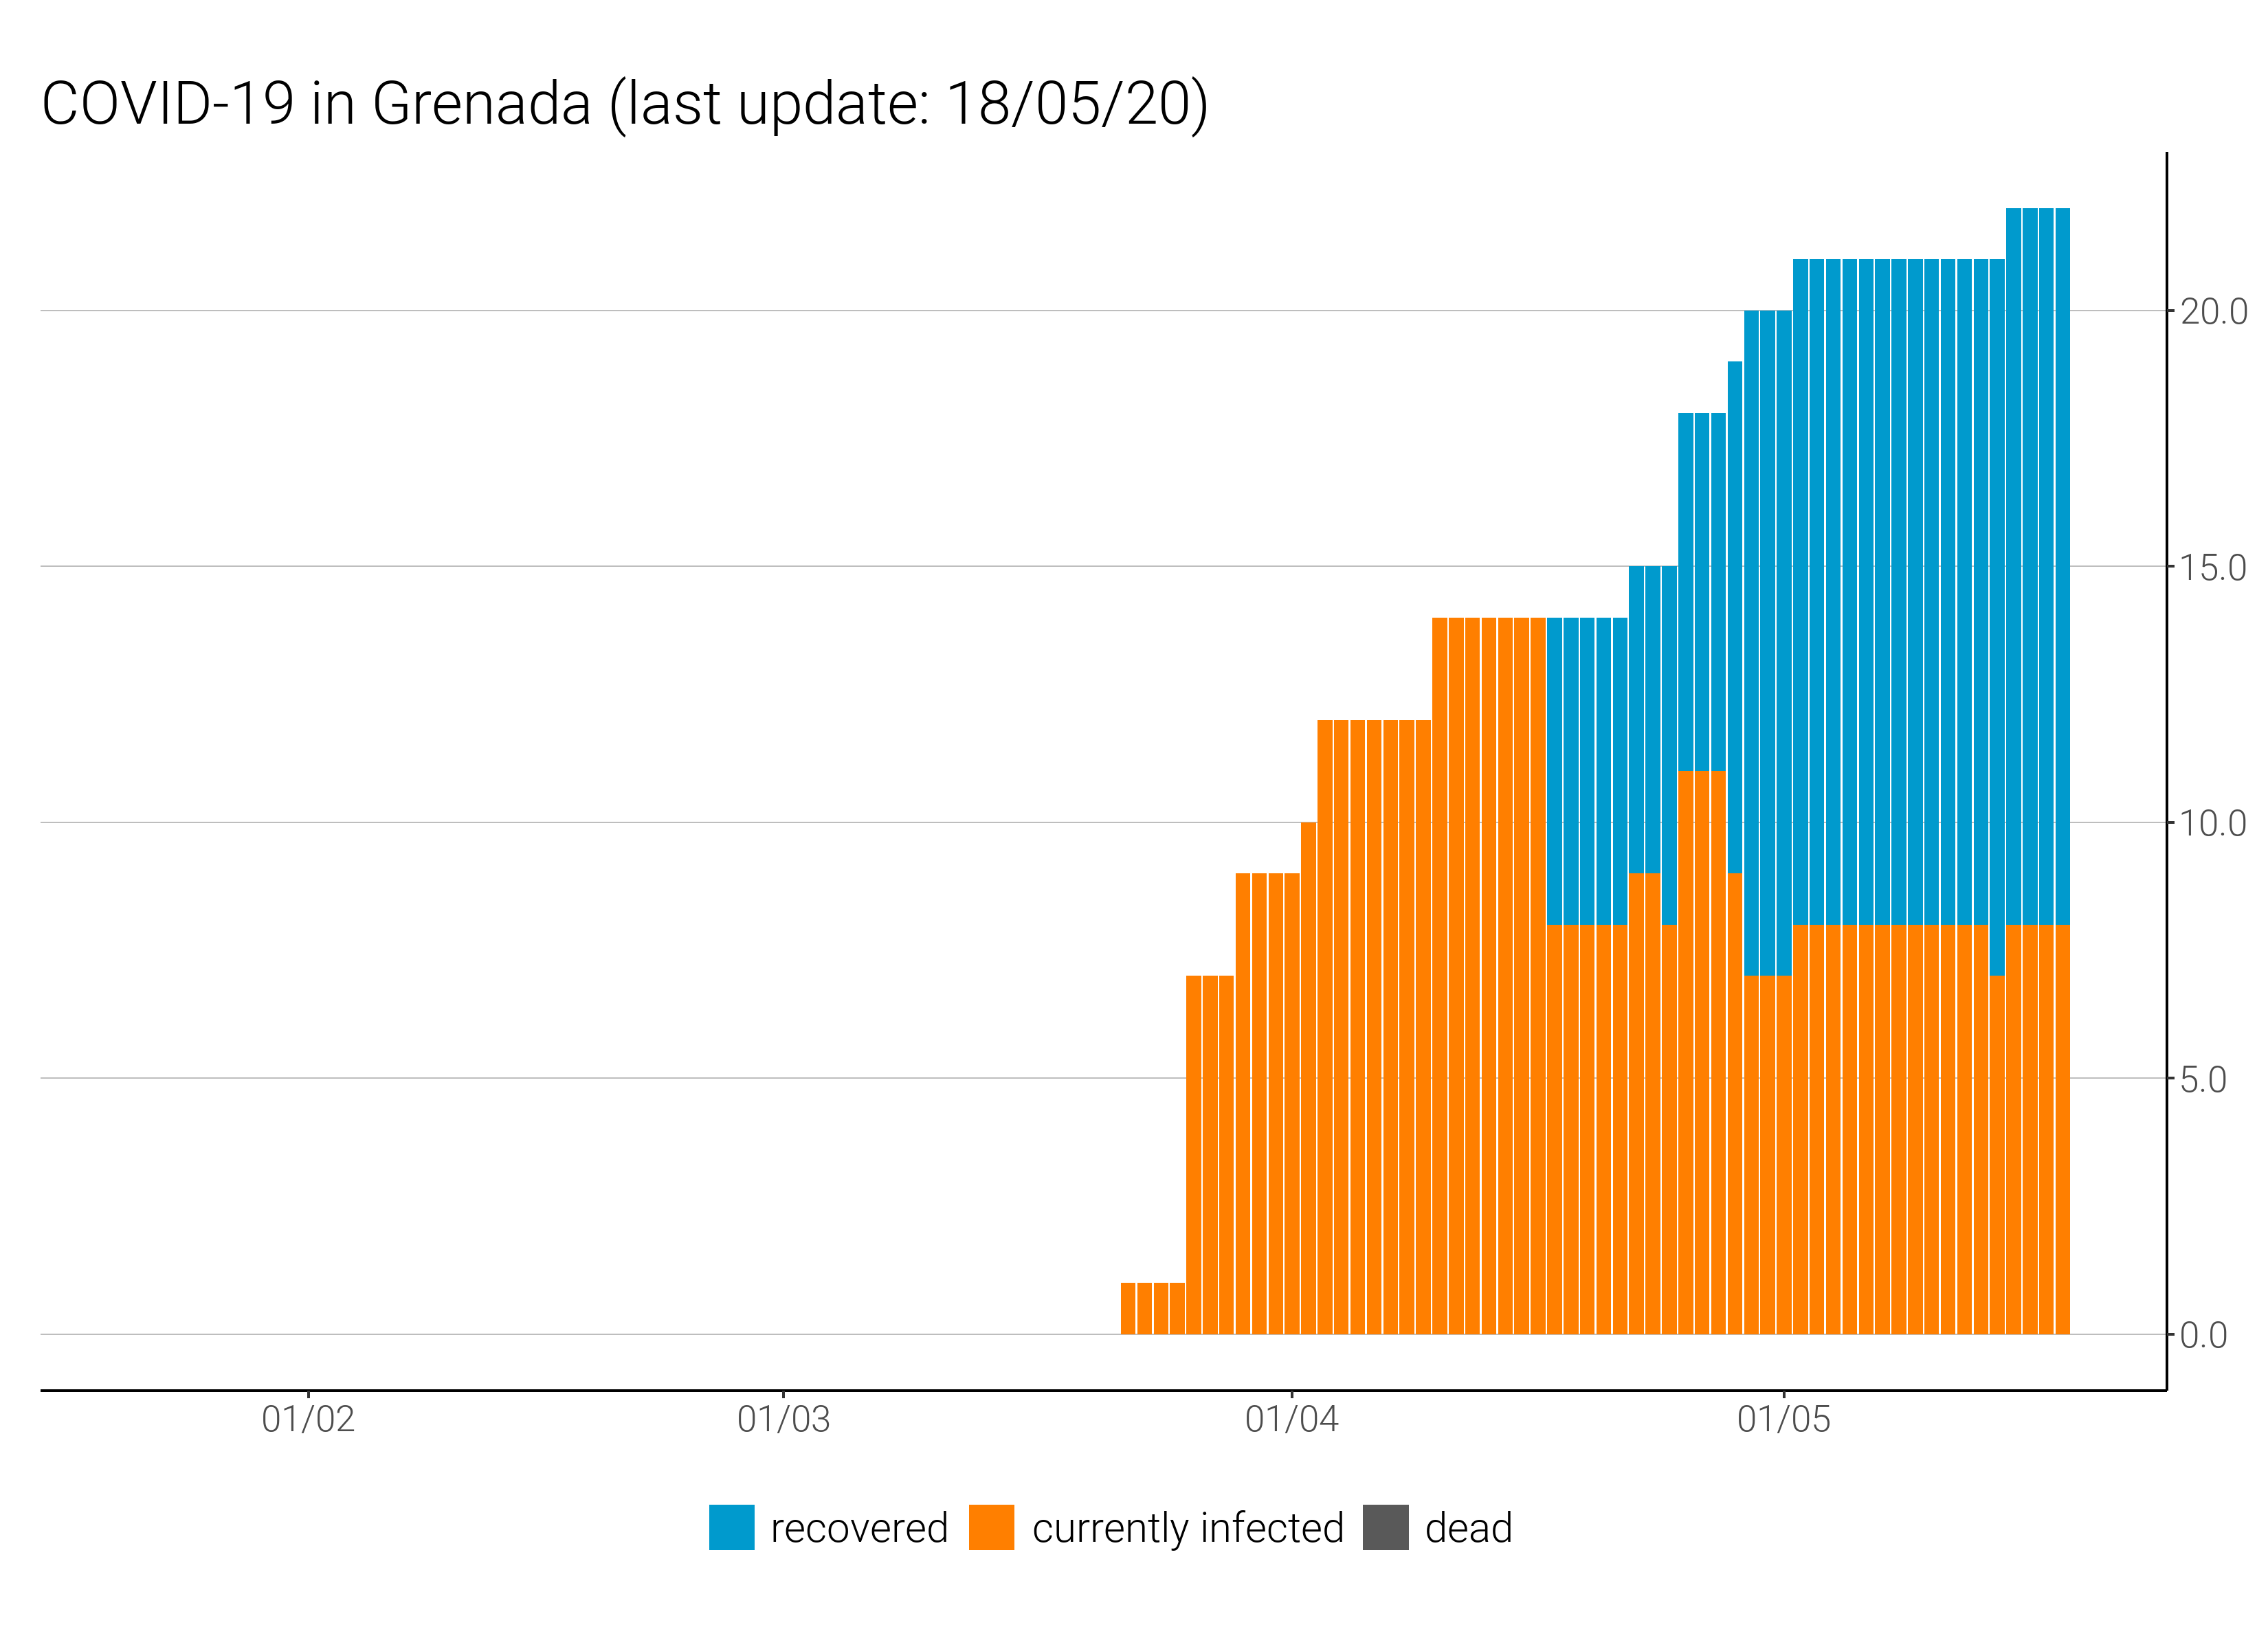 COVID-19 in Grenada (last update: 18/05/20)
20.0
15.0
10.0
5.0
0.0
01/02 01/03 01/04 01/05
recovered currently infected dead